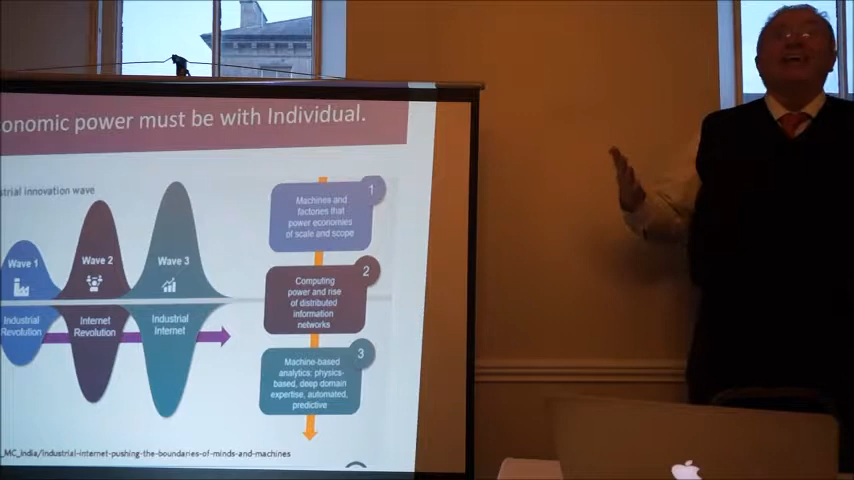 onomic power must be with Individual.
strial innovation wave
Wave 1
Wave 2
Wave 3
Industrial
Revolution
Internet
Revolution
Industrial
Internet
1
Machines and
factories that
power economies
of scale and scope
2
Computing
power and rise
of distributed
information
networks
3
Machine-based
analytics: physics-
based, deep domain
expertise, automated,
predictive
_MC_India/industrial-internet-pushing-the-boundaries-of-minds-and-machines